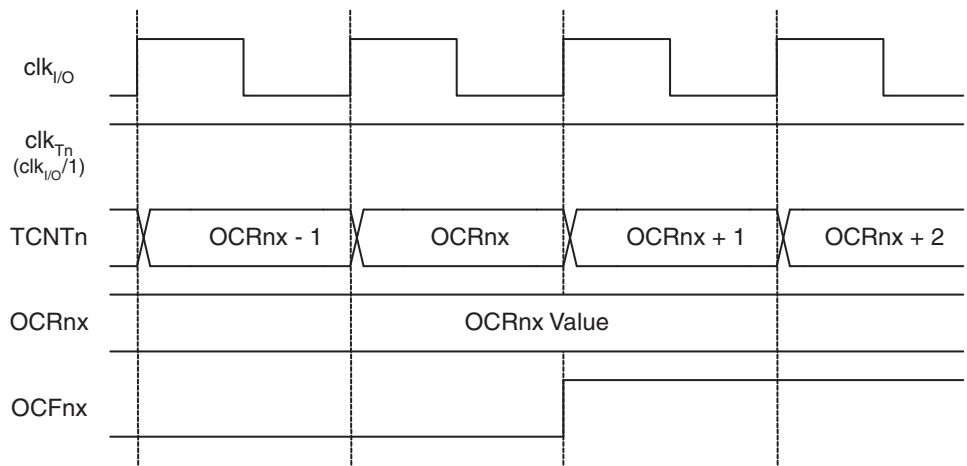 clkI/O
clkTn
(clkI/O/1)
TCNTn
OCRnx - 1
OCRnx
OCRnx + 1
OCRnx + 2
OCRnx
OCRnx Value
OCFnx